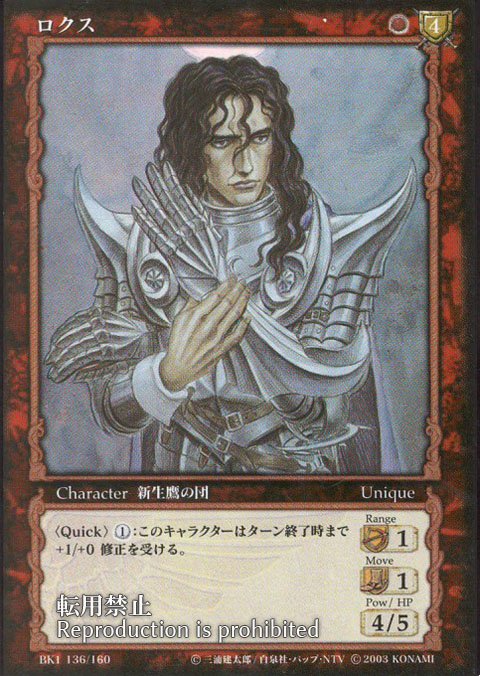 ロクス
4
Character 新生鷹の団 Unique
〈Quick〉①:このキャラクターはターン終了時まで
+1/+0 修正を受ける。
Range
1
Move
1
Pow/ HP
4/5
転用禁止
Reproduction is prohibited
BK1 136/160 © 三浦建太郎 / 白泉社・バップ・NTV © 2003 KONAMI